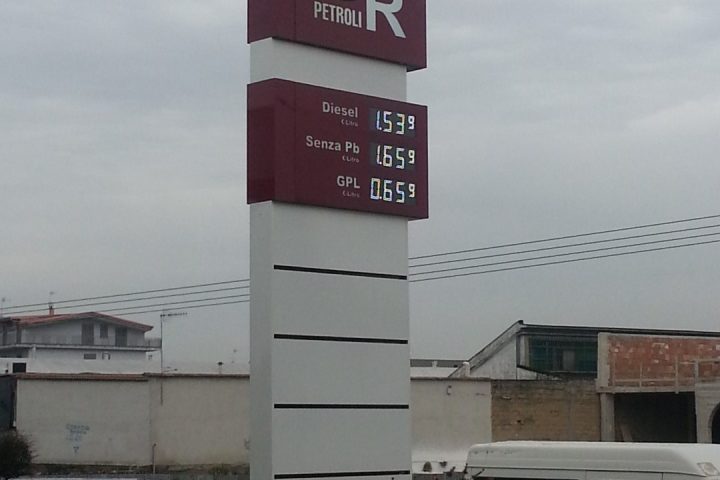 PETROLI R
Diesel 1.539
€ Litro
Senza Pb 1.659
€ Litro
GPL 0.659
€ Litro